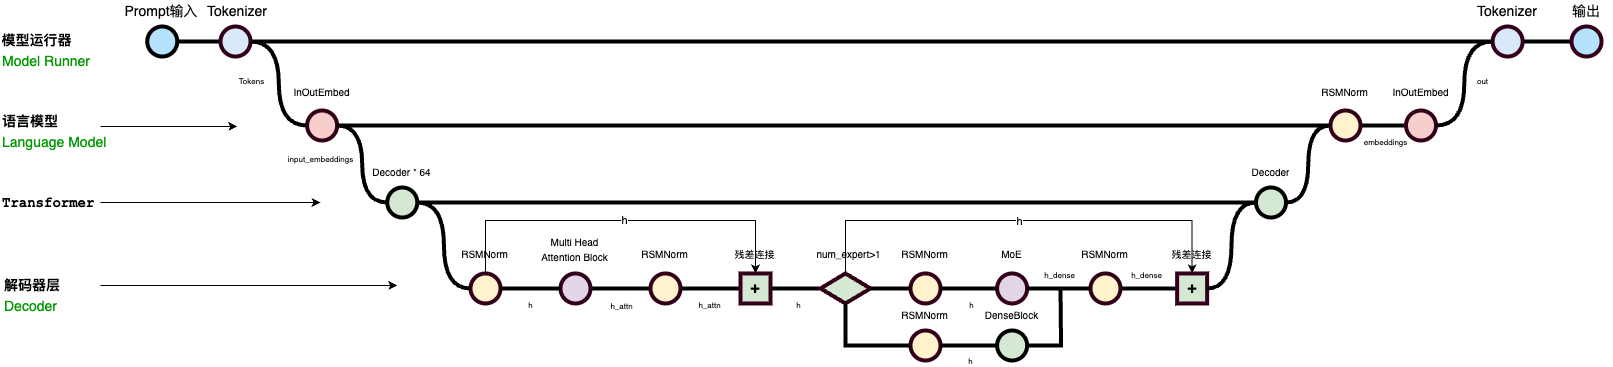 Prompt输入
Tokenizer
Tokenizer
输出
模型运行器
Model Runner
Tokens
out
InOutEmbed
RSMNorm
InOutEmbed
语言模型
Language Model
input_embeddings
embeddings
Decoder * 64
Decoder
Transformer
h
h
RSMNorm
Multi Head
Attention Block
RSMNorm
残差连接
num_expert>1
RSMNorm
MoE
RSMNorm
残差连接
解码器层
Decoder
+
+
h
h_attn
h_attn
h
h
h_dense
h_dense
RSMNorm
DenseBlock
h